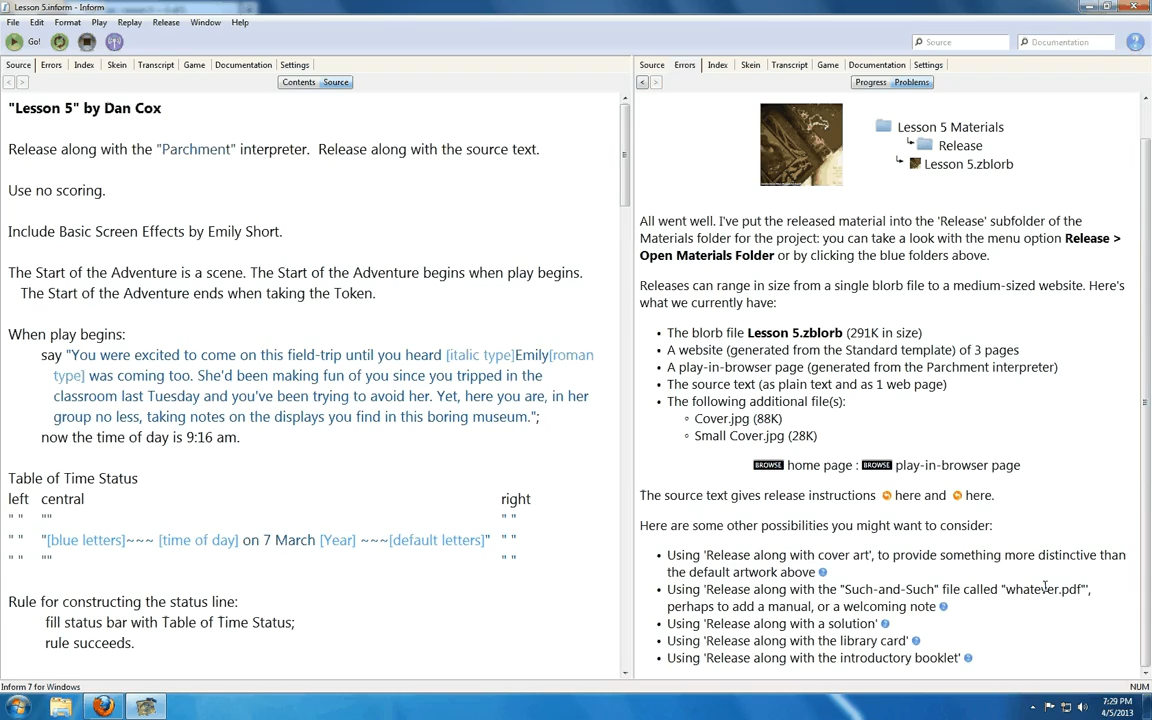 Lesson 5.inform - Inform
File Edit Format Play Replay Release Window Help
Go!
Source
Documentation
Source Errors Index Skein Transcript Game Documentation Settings
Contents Source
"Lesson 5" by Dan Cox
Release along with the "Parchment" interpreter. Release along with the source text.
Use no scoring.
Include Basic Screen Effects by Emily Short.
The Start of the Adventure is a scene. The Start of the Adventure begins when play begins.
The Start of the Adventure ends when taking the Token.
When play begins:
say "You were excited to come on this field-trip until you heard [italic type]Emily[roman
type] was coming too. She'd been making fun of you since you tripped in the
classroom last Tuesday and you've been trying to avoid her. Yet, here you are, in her
group no less, taking notes on the displays you find in this boring museum.";
now the time of day is 9:16 am.
Table of Time Status
left central right
" " "" " "
" " "[blue letters]~~~ [time of day] on 7 March [Year] ~~~[default letters]" " "
" " "" " "
Rule for constructing the status line:
fill status bar with Table of Time Status;
rule succeeds.
Source Errors Index Skein Transcript Game Documentation Settings
Progress Problems
Lesson 5 Materials
Release
Lesson 5.zblorb
All went well. I've put the released material into the 'Release' subfolder of the
Materials folder for the project: you can take a look with the menu option Release >
Open Materials Folder or by clicking the blue folders above.
Releases can range in size from a single blorb file to a medium-sized website. Here's
what we currently have:
• The blorb file Lesson 5.zblorb (291K in size)
• A website (generated from the Standard template) of 3 pages
• A play-in-browser page (generated from the Parchment interpreter)
• The source text (as plain text and as 1 web page)
• The following additional file(s):
Cover.jpg (88K)
Small Cover.jpg (28K)
BROWSE home page : BROWSE play-in-browser page
The source text gives release instructions here and here.
Here are some other possibilities you might want to consider:
• Using 'Release along with cover art', to provide something more distinctive than
the default artwork above
• Using 'Release along with the "Such-and-Such" file called "whatever.pdf"',
perhaps to add a manual, or a welcoming note
• Using 'Release along with a solution'
• Using 'Release along with the library card'
• Using 'Release along with the introductory booklet'
Inform 7 for Windows
NUM
7:29 PM
4/5/2013